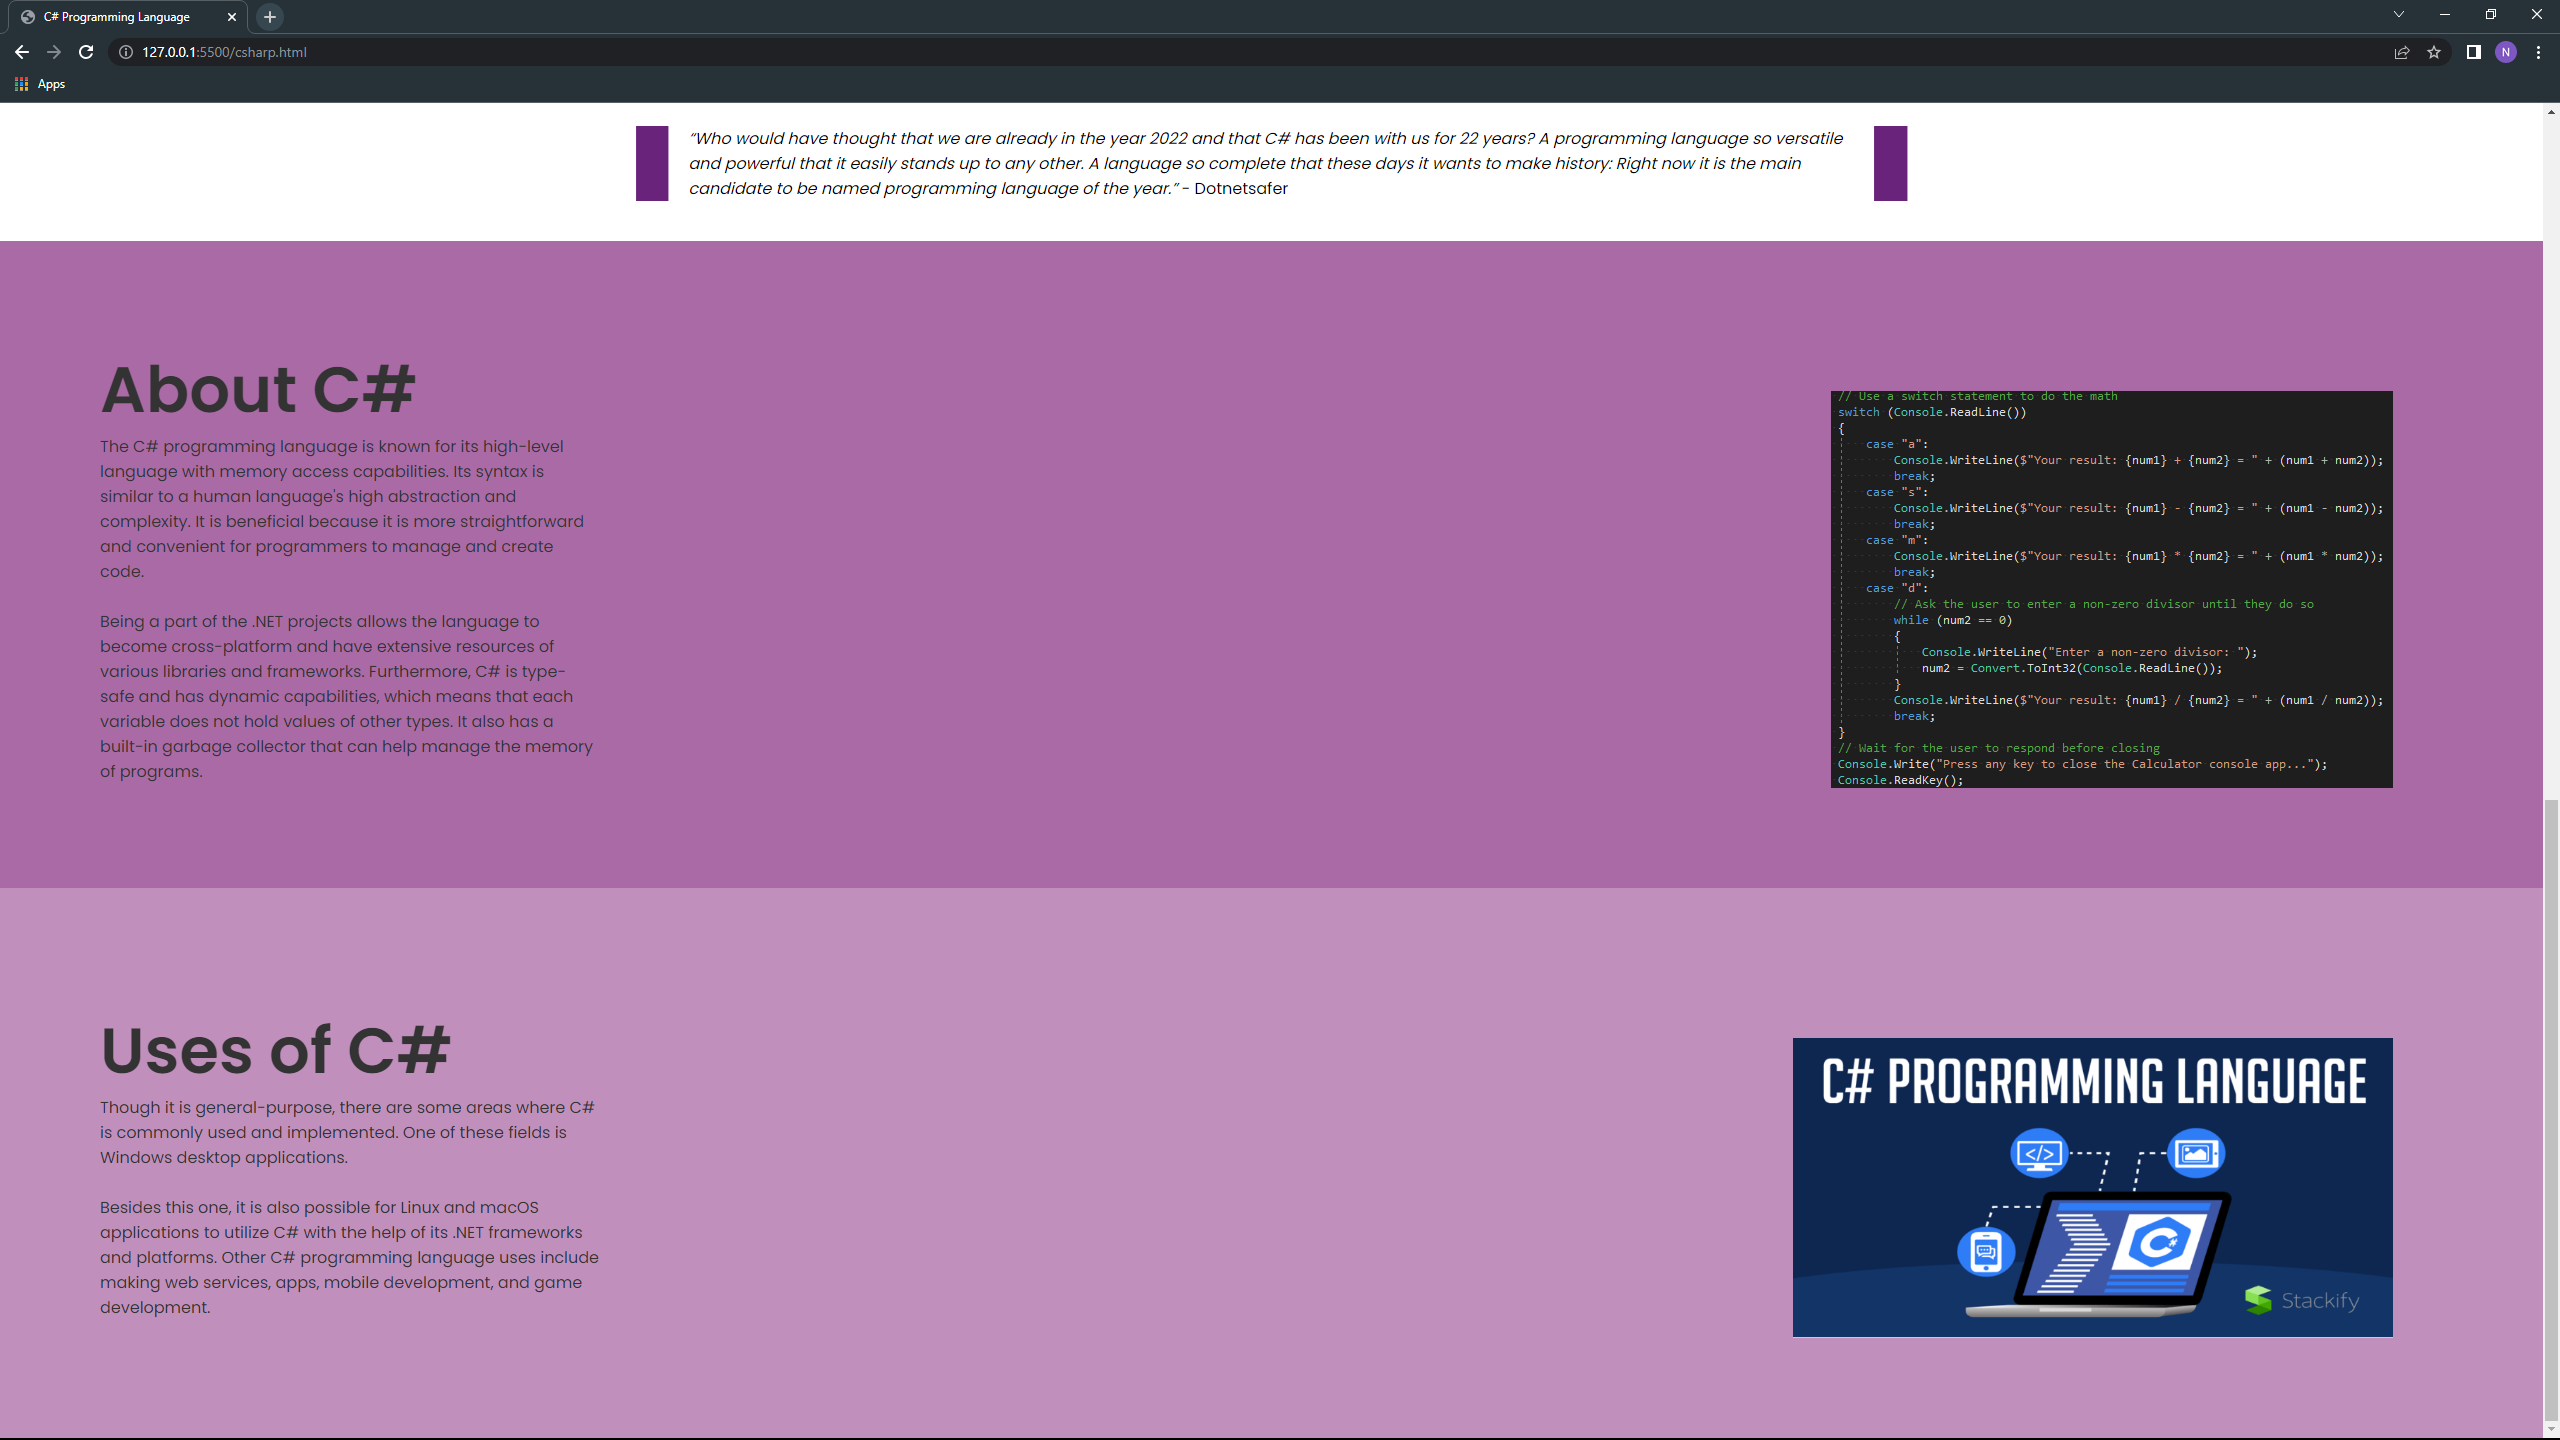 C# Programming Language
127.0.0.1:5500/csharp.html
N
Apps
“Who would have thought that we are already in the year 2022 and that C# has been with us for 22 years? A programming language so versatile
and powerful that it easily stands up to any other. A language so complete that these days it wants to make history: Right now it is the main
candidate to be named programming language of the year.” - Dotnetsafer
About C#
The C# programming language is known for its high-level
language with memory access capabilities. Its syntax is
similar to a human language's high abstraction and
complexity. It is beneficial because it is more straightforward
and convenient for programmers to manage and create
code.
Being a part of the .NET projects allows the language to
become cross-platform and have extensive resources of
various libraries and frameworks. Furthermore, C# is type-
safe and has dynamic capabilities, which means that each
variable does not hold values of other types. It also has a
built-in garbage collector that can help manage the memory
of programs.
// Use a switch statement to do the math
switch (Console.ReadLine())
{
case "a":
Console.WriteLine($"Your result: {num1} + {num2} = " + (num1 + num2));
break;
case "s":
Console.WriteLine($"Your result: {num1} - {num2} = " + (num1 - num2));
break;
case "m":
Console.WriteLine($"Your result: {num1} * {num2} = " + (num1 * num2));
break;
case "d":
// Ask the user to enter a non-zero divisor until they do so
while (num2 == 0)
{
Console.WriteLine("Enter a non-zero divisor: ");
num2 = Convert.ToInt32(Console.ReadLine());
}
Console.WriteLine($"Your result: {num1} / {num2} = " + (num1 / num2));
break;
}
// Wait for the user to respond before closing
Console.Write("Press any key to close the Calculator console app...");
Console.ReadKey();
Uses of C#
Though it is general-purpose, there are some areas where C#
is commonly used and implemented. One of these fields is
Windows desktop applications.
Besides this one, it is also possible for Linux and macOS
applications to utilize C# with the help of its .NET frameworks
and platforms. Other C# programming language uses include
making web services, apps, mobile development, and game
development.
C# PROGRAMMING LANGUAGE
</>
C#
Stackify